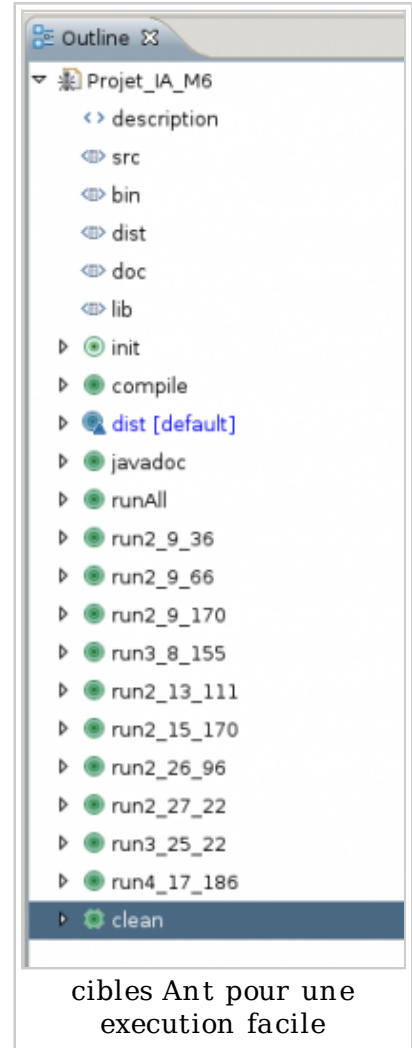 Outline
Projet_IA_M6
description
src
bin
dist
doc
lib
init
compile
dist [default]
javadoc
runAll
run2_9_36
run2_9_66
run2_9_170
run3_8_155
run2_13_111
run2_15_170
run2_26_96
run2_27_22
run3_25_22
run4_17_186
clean
cibles Ant pour une
execution facile